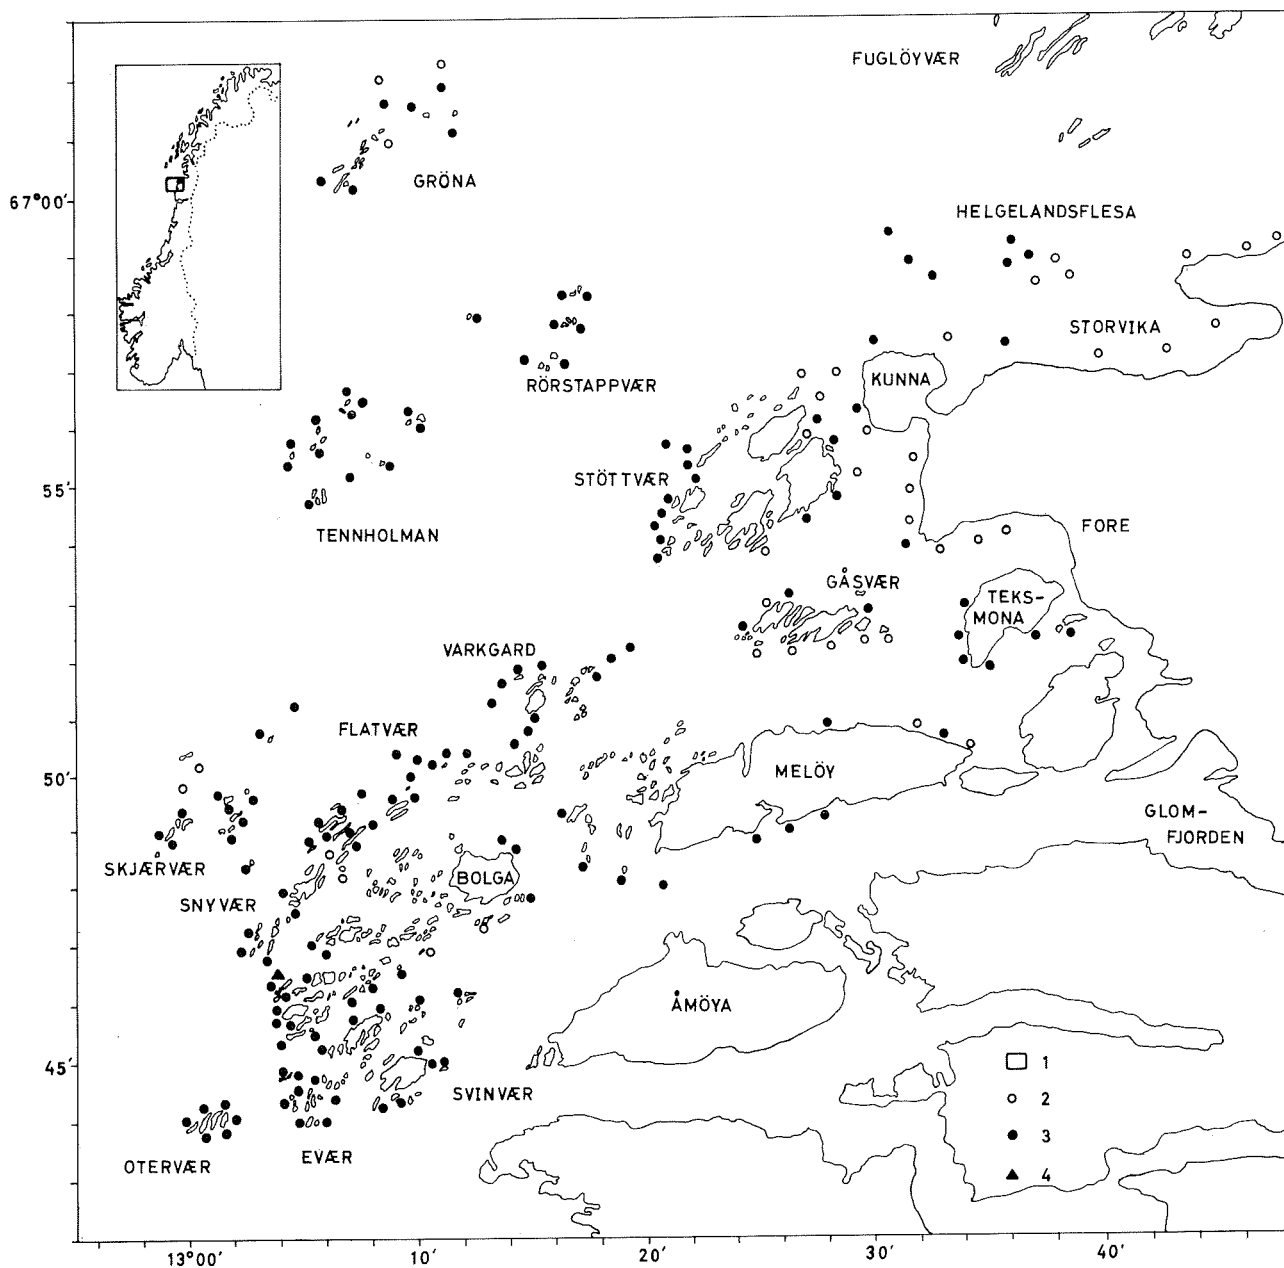 FUGLÖYVÆR
GRÖNA
67°00′
HELGELANDSFLESA
STORVIKA
RÖRSTAPPVÆR
KUNNA
STÖTTVÆR
55′
TENNHOLMAN
FORE
GÅSVÆR
TEKS-
MONA
VARKGARD
FLATVÆR
50′
MELÖY
GLOM-
FJORDEN
SKJÆRVÆR
BOLGA
SNYVÆR
ÅMÖYA
45′
1
SVINVÆR
2
3
OTERVÆR
EVÆR
4
13°00′
10′
20′
30′
40′